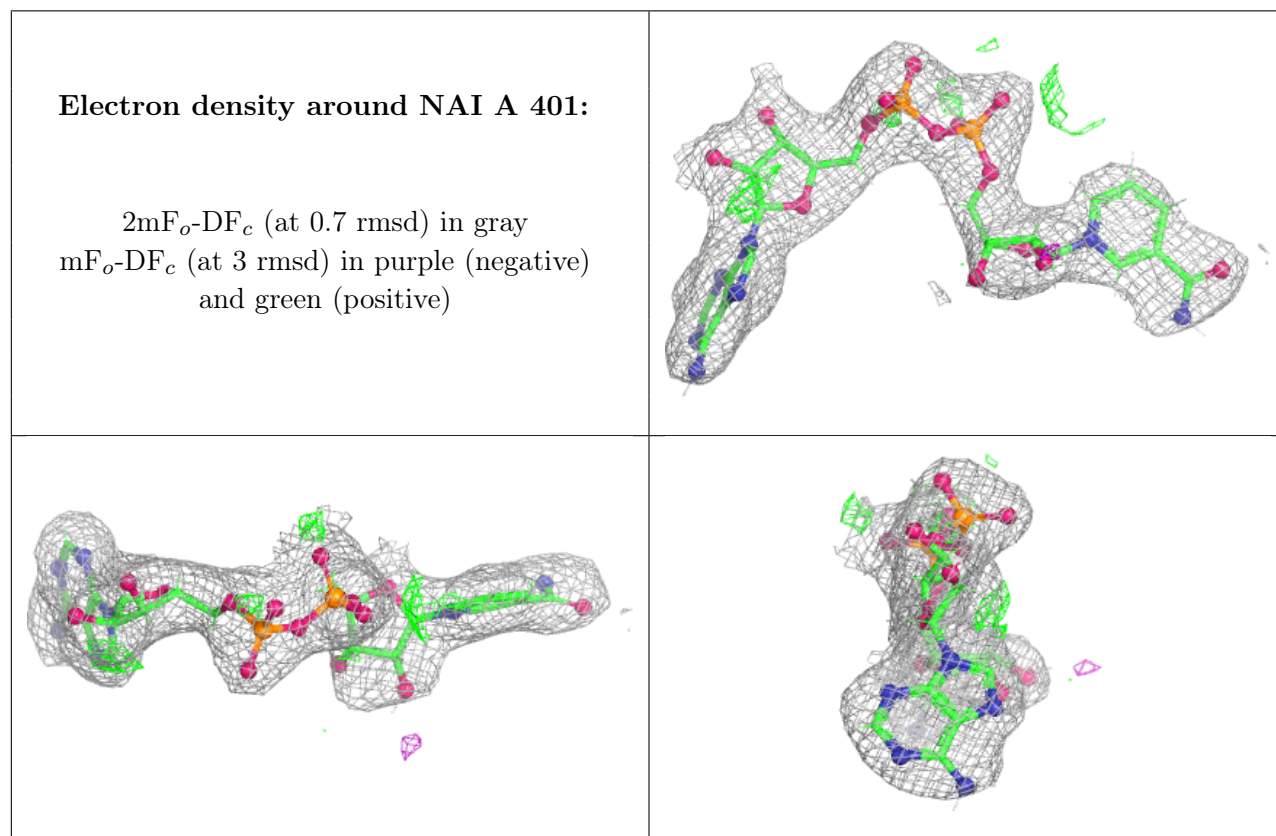 Electron density around NAI A 401:
2mFo-DFc (at 0.7 rmsd) in gray
mFo-DFc (at 3 rmsd) in purple (negative)
and green (positive)